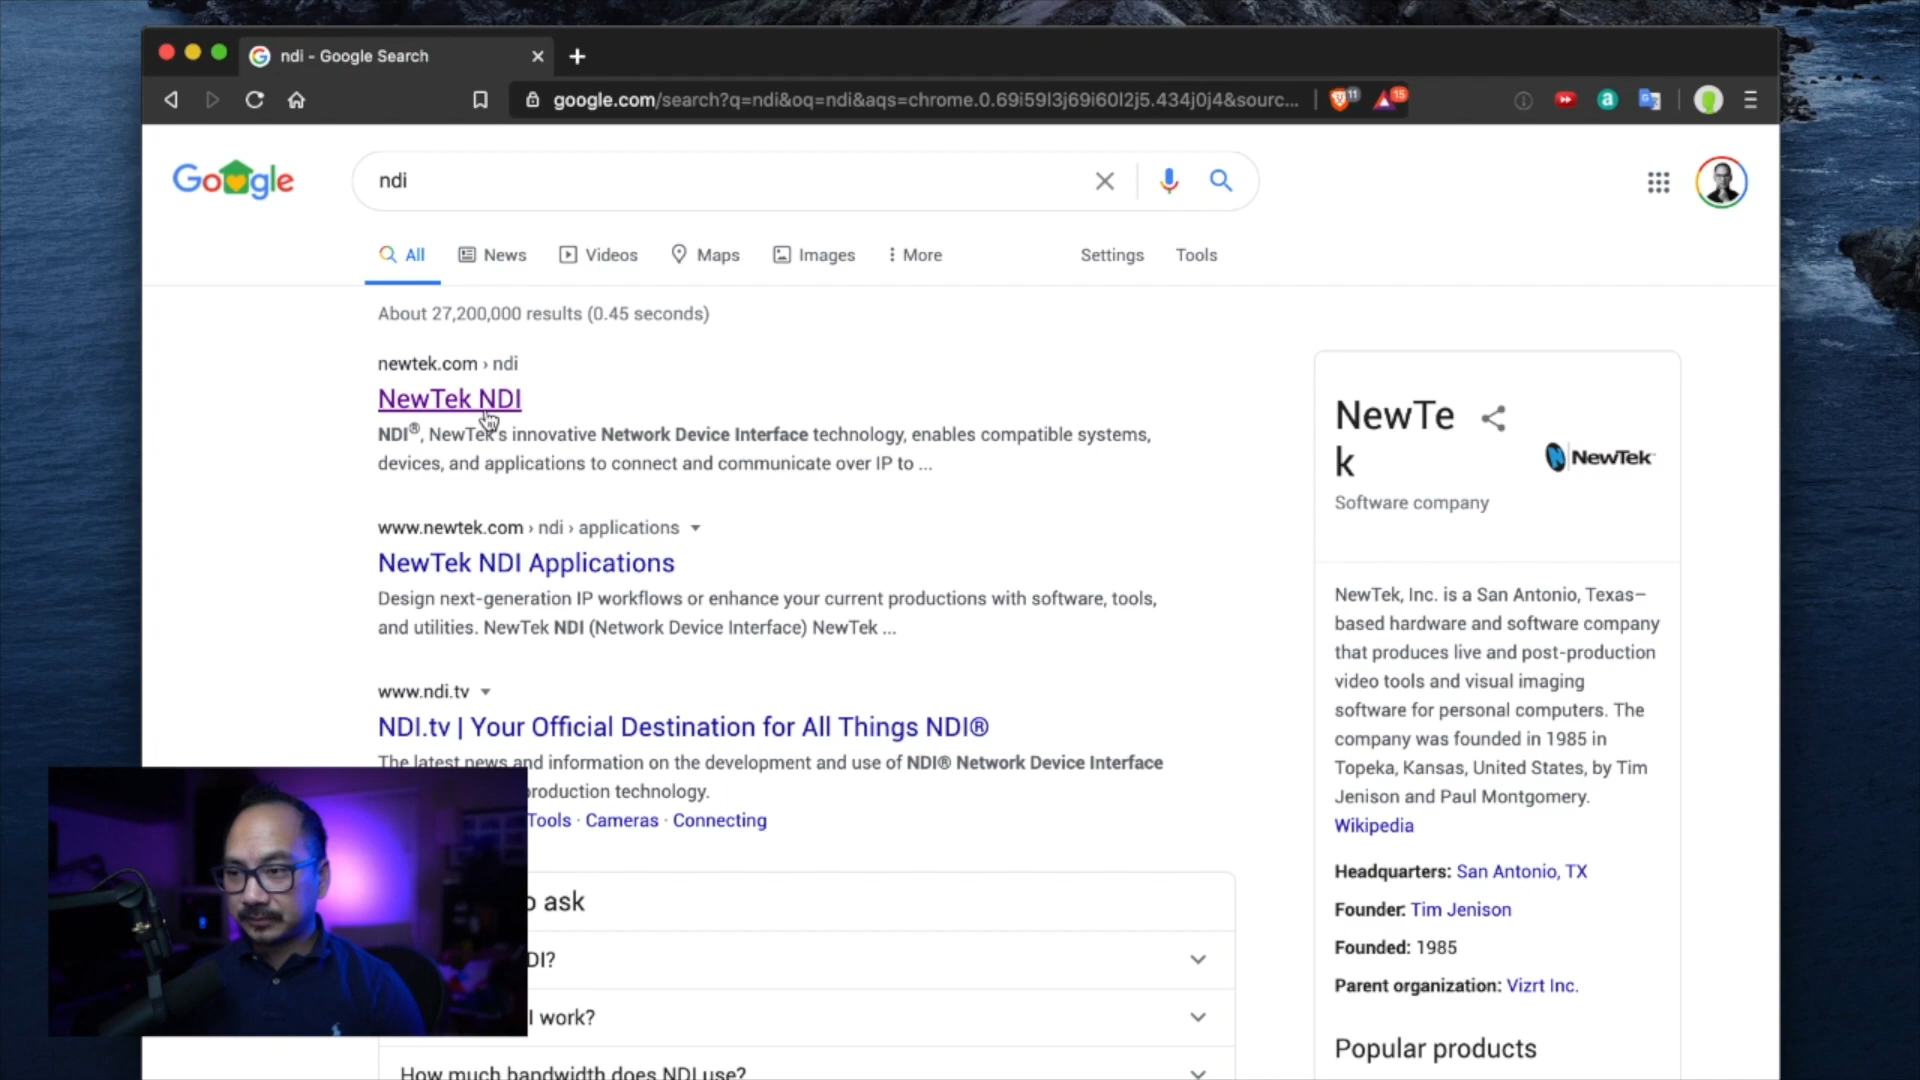 ndi - Google Search
google.com/search?q=ndi&oq=ndi&aqs=chrome.0.69i59l3j69i60l2j5.434j0j4&sourc...
11
15
a
Google
ndi
All
News
Videos
Maps
Images
More
Settings
Tools
About 27,200,000 results (0.45 seconds)
newtek.com › ndi
NewTek NDI
NDI®, NewTek's innovative Network Device Interface technology, enables compatible systems,
devices, and applications to connect and communicate over IP to ...
www.newtek.com › ndi › applications
NewTek NDI Applications
Design next-generation IP workflows or enhance your current productions with software, tools,
and utilities. NewTek NDI (Network Device Interface) NewTek ...
www.ndi.tv
NDI.tv | Your Official Destination for All Things NDI®
The latest news and information on the development and use of NDI® Network Device Interface
production technology.
Tools · Cameras · Connecting
o ask
DI?
I work?
How much bandwidth does NDI use?
NewTe
k
NewTek
Software company
NewTek, Inc. is a San Antonio, Texas–
based hardware and software company
that produces live and post-production
video tools and visual imaging
software for personal computers. The
company was founded in 1985 in
Topeka, Kansas, United States, by Tim
Jenison and Paul Montgomery.
Wikipedia
Headquarters: San Antonio, TX
Founder: Tim Jenison
Founded: 1985
Parent organization: Vizrt Inc.
Popular products